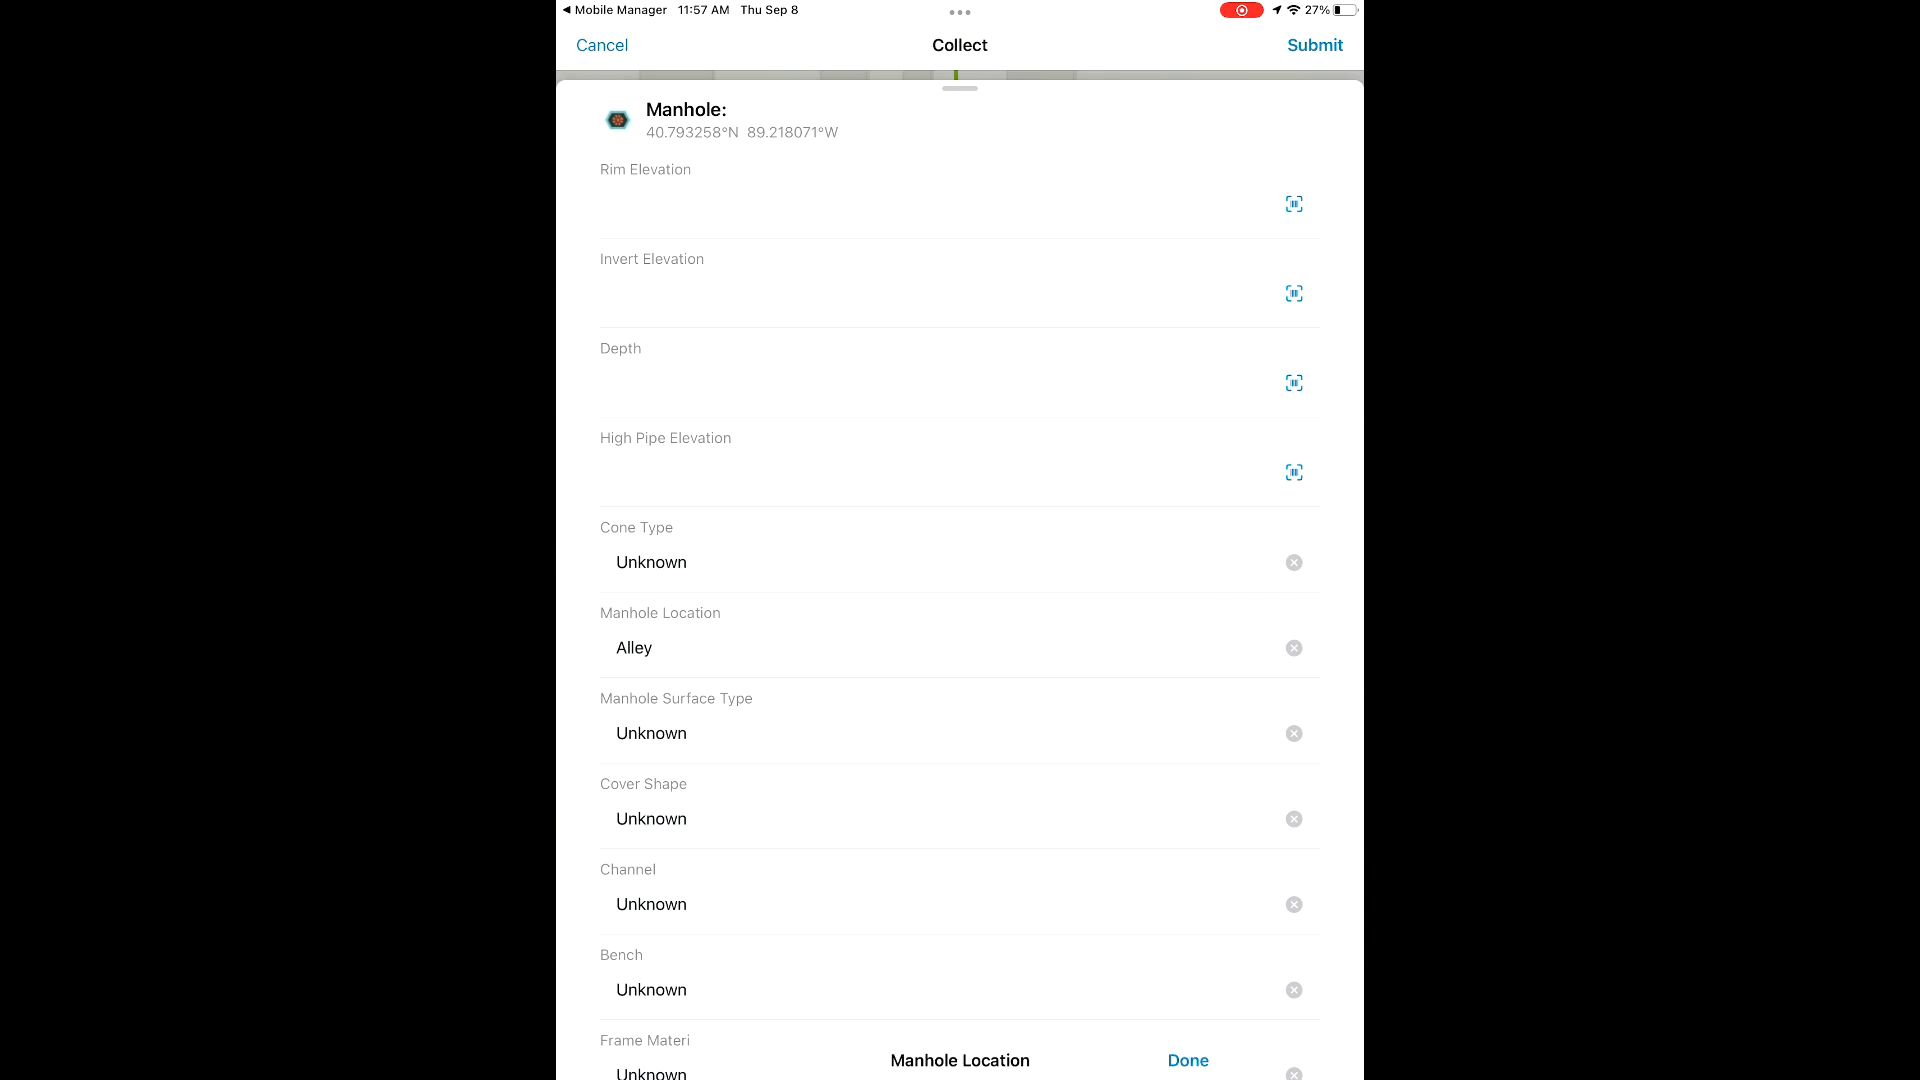 Mobile Manager 11:57 AM Thu Sep 8 27%
Cancel Collect Submit
Manhole:
40.793258°N 89.218071°W
Rim Elevation
Invert Elevation
Depth
High Pipe Elevation
Cone Type
Unknown
Manhole Location
Alley
Manhole Surface Type
Unknown
Cover Shape
Unknown
Channel
Unknown
Bench
Unknown
Frame Materi
Manhole Location Done
Unknown